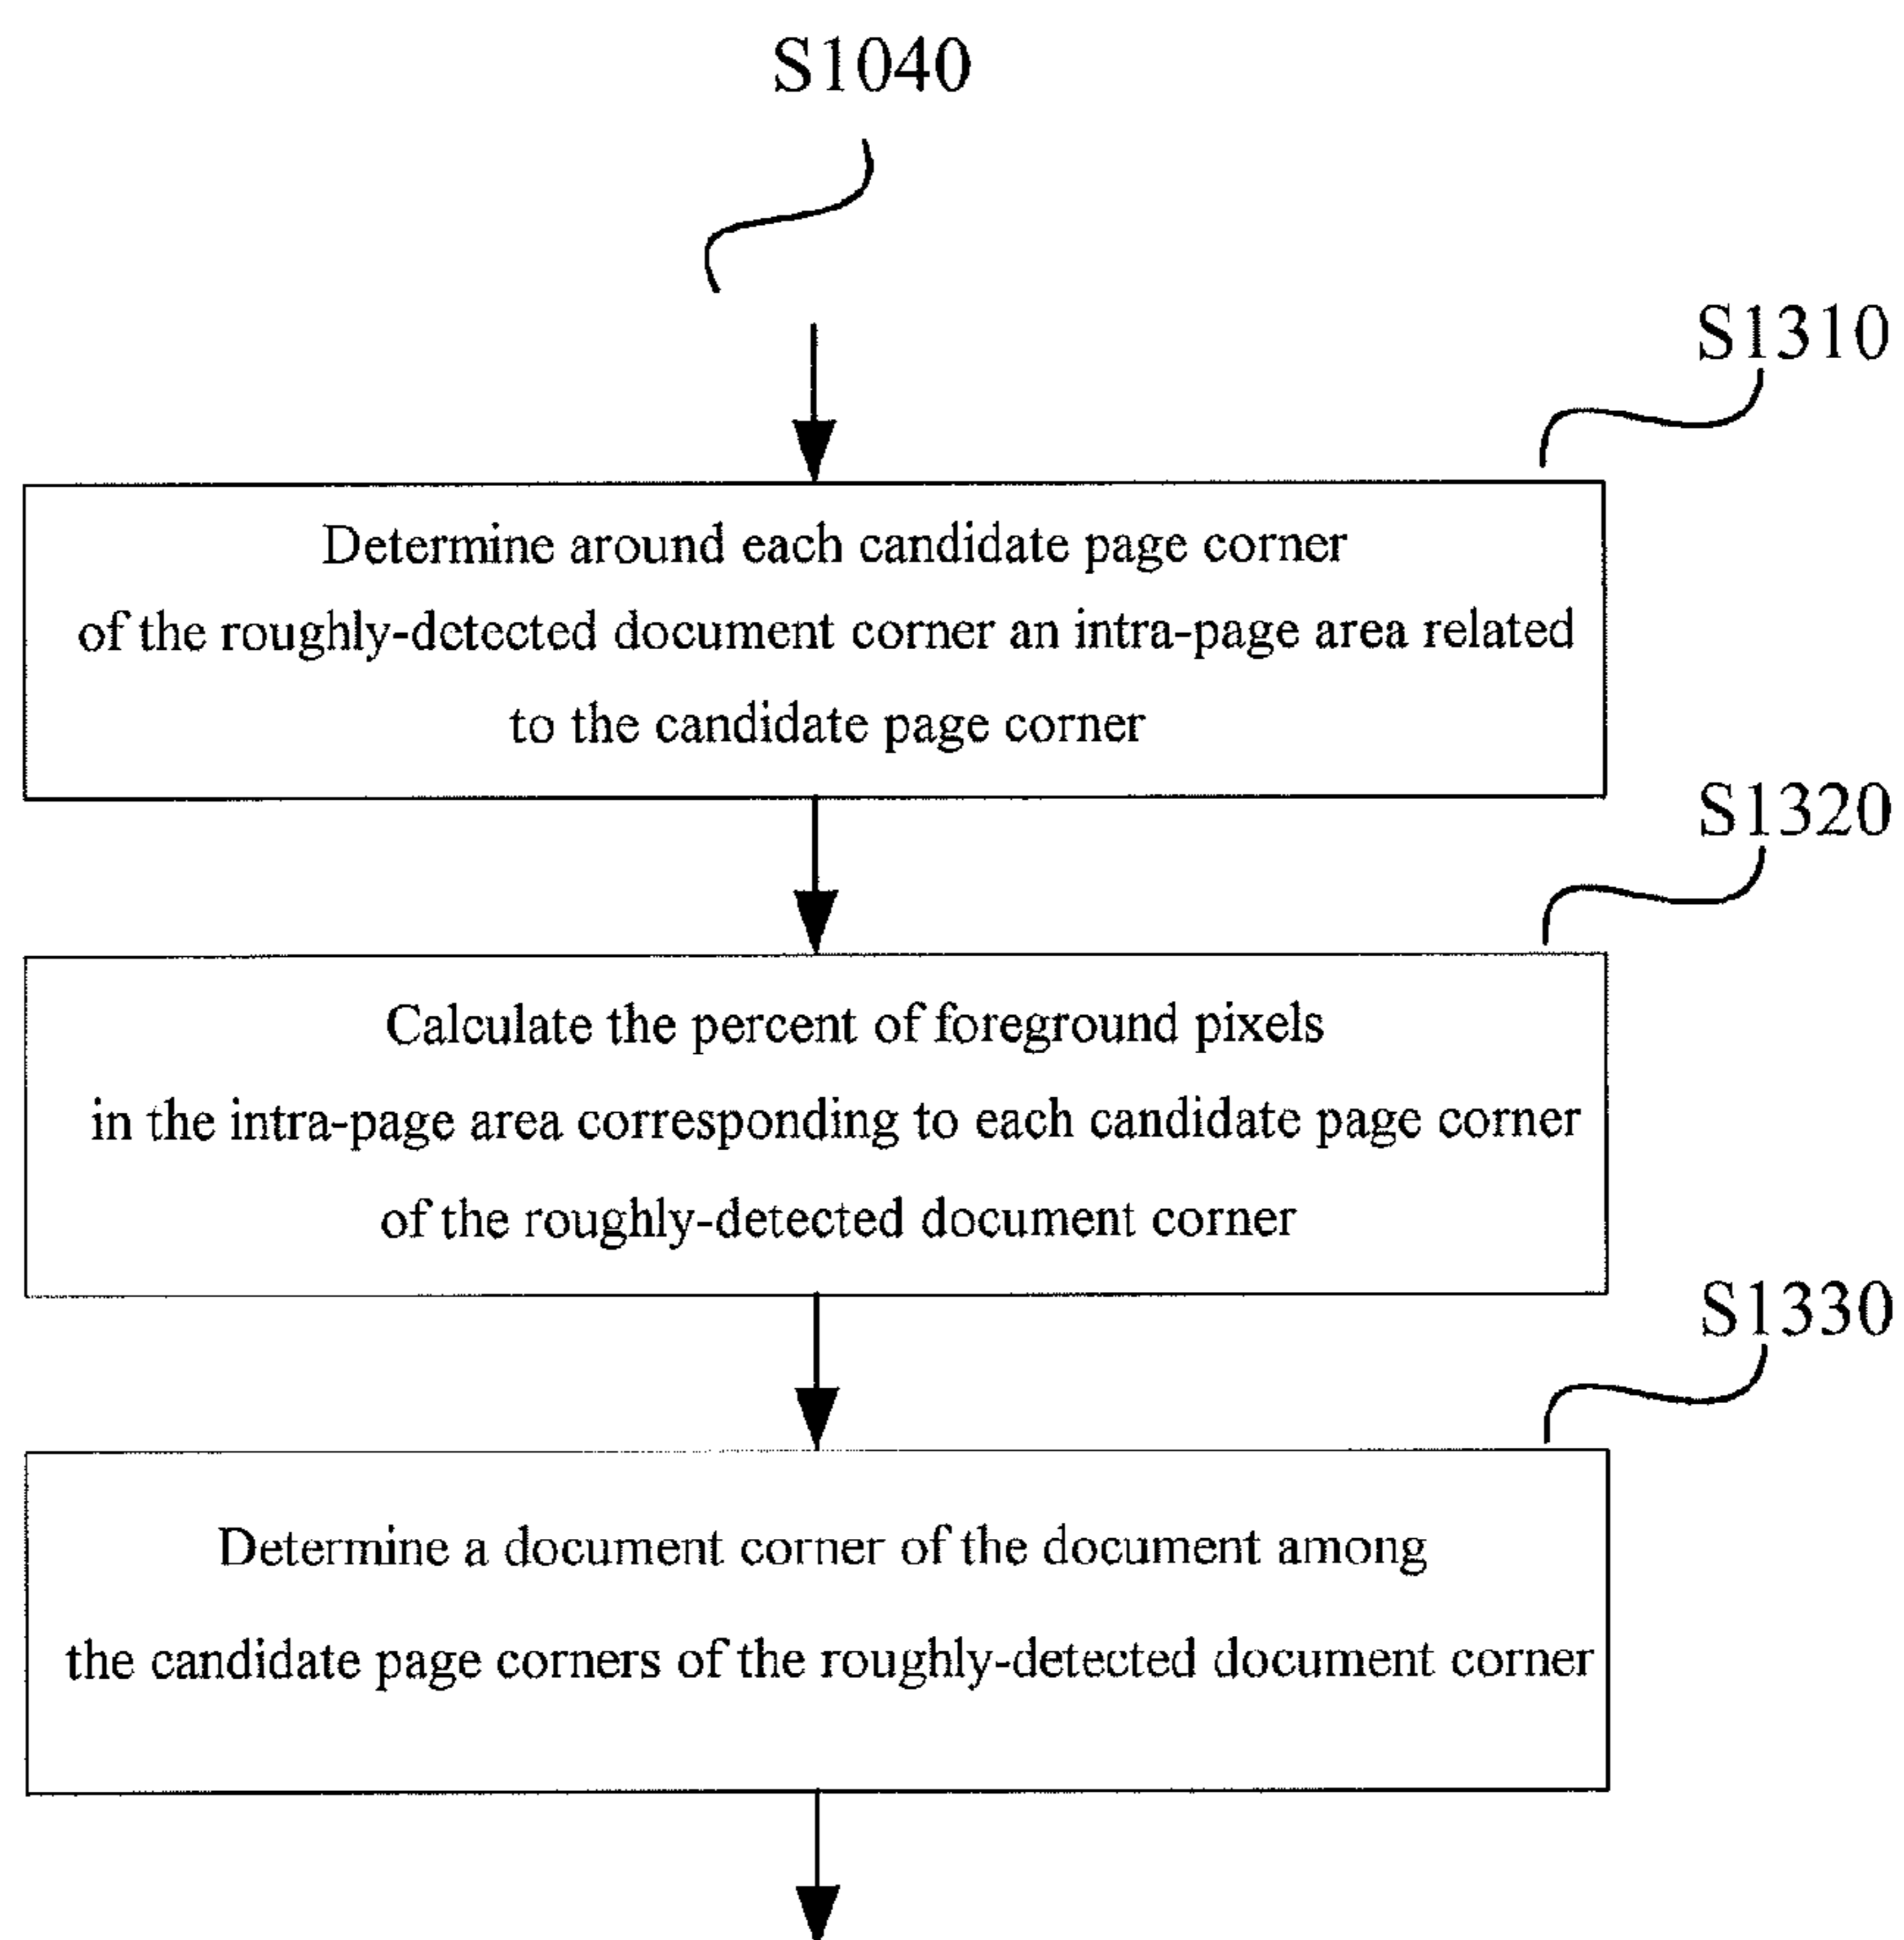 S1040
S1310
Determine around each candidate page corner
of the roughly-detected document corner an intra-page area related
to the candidate page corner
S1320
Calculate the percent of foreground pixels
in the intra-page area corresponding to each candidate page corner
of the roughly-detected document corner
S1330
Determine a document corner of the document among
the candidate page corners of the roughly-detected document corner